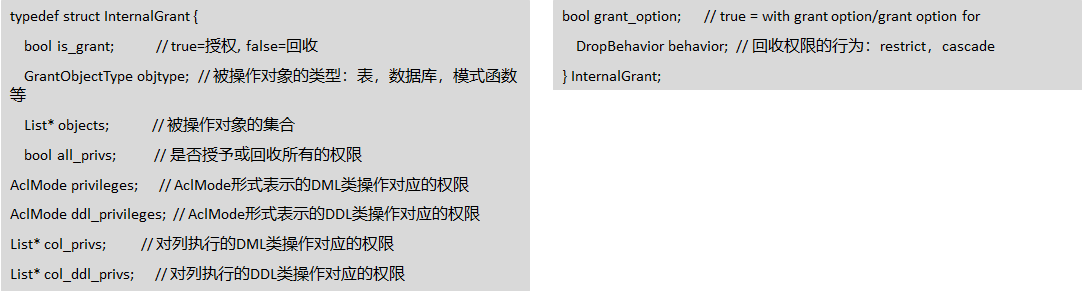 typedef struct InternalGrant {
bool is_grant; // true=授权, false=回收
GrantObjectType objtype; // 被操作对象的类型：表，数据库，模式函数
等
List* objects; // 被操作对象的集合
bool all_privs; // 是否授予或回收所有的权限
AclMode privileges; // AclMode形式表示的DML类操作对应的权限
AclMode ddl_privileges; // AclMode形式表示的DDL类操作对应的权限
List* col_privs; // 对列执行的DML类操作对应的权限
List* col_ddl_privs; // 对列执行的DDL类操作对应的权限
bool grant_option; // true = with grant option/grant option for
DropBehavior behavior; // 回收权限的行为：restrict，cascade
} InternalGrant;